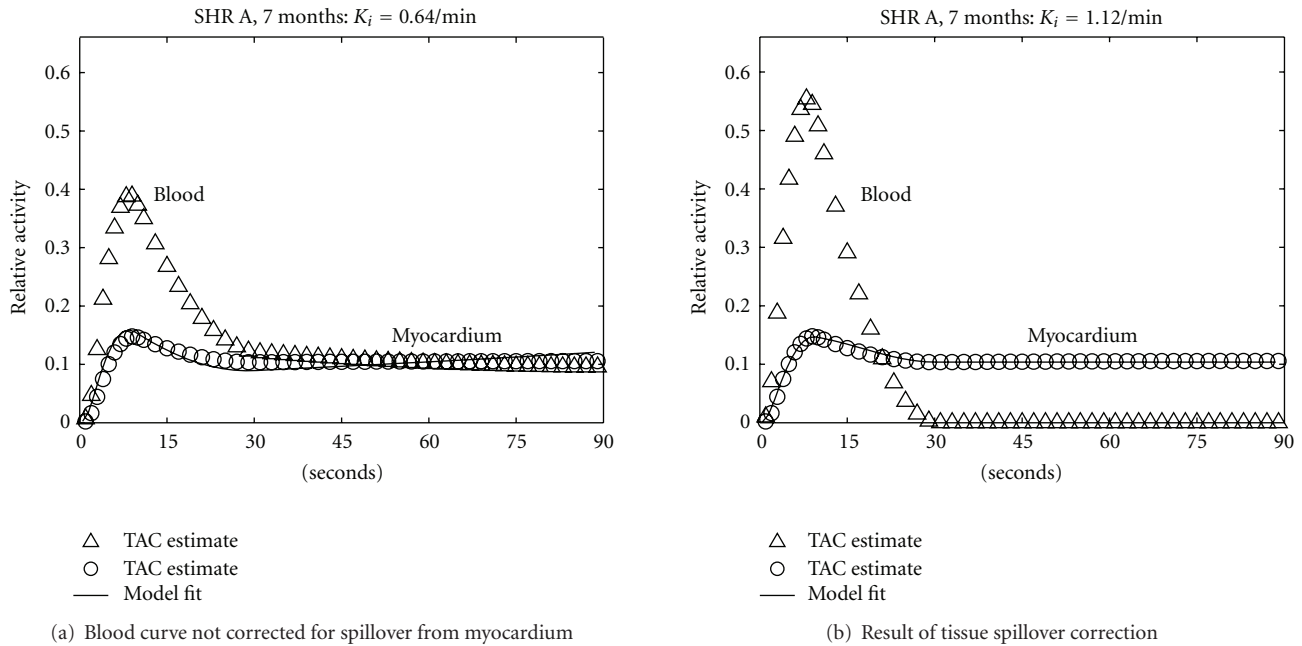 SHR A, 7 months: K_i = 0.64/min
0.6
0.5
0.4
0.3
0.2
0.1
0
Relative activity
Blood
Myocardium
0 15 30 45 60 75 90
(seconds)
△ TAC estimate
○ TAC estimate
— Model fit
(a) Blood curve not corrected for spillover from myocardium
SHR A, 7 months: K_i = 1.12/min
0.6
0.5
0.4
0.3
0.2
0.1
0
Relative activity
Blood
Myocardium
0 15 30 45 60 75 90
(seconds)
△ TAC estimate
○ TAC estimate
— Model fit
(b) Result of tissue spillover correction